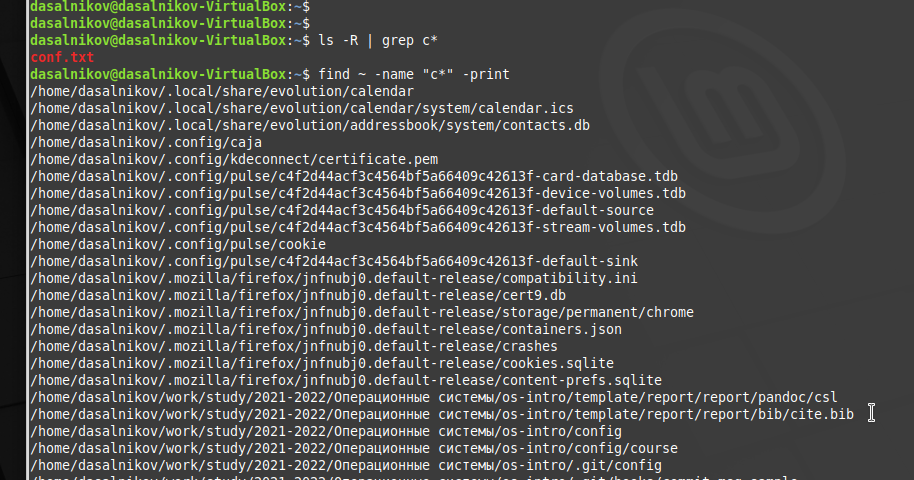 dasalnikov@dasalnikov-VirtualBox:~$
dasalnikov@dasalnikov-VirtualBox:~$
dasalnikov@dasalnikov-VirtualBox:~$ ls -R | grep c*
conf.txt
dasalnikov@dasalnikov-VirtualBox:~$ find ~ -name "c*" -print
/home/dasalnikov/.local/share/evolution/calendar
/home/dasalnikov/.local/share/evolution/calendar/system/calendar.ics
/home/dasalnikov/.local/share/evolution/addressbook/system/contacts.db
/home/dasalnikov/.config/caja
/home/dasalnikov/.config/kdeconnect/certificate.pem
/home/dasalnikov/.config/pulse/c4f2d44acf3c4564bf5a66409c42613f-card-database.tdb
/home/dasalnikov/.config/pulse/c4f2d44acf3c4564bf5a66409c42613f-device-volumes.tdb
/home/dasalnikov/.config/pulse/c4f2d44acf3c4564bf5a66409c42613f-default-source
/home/dasalnikov/.config/pulse/c4f2d44acf3c4564bf5a66409c42613f-stream-volumes.tdb
/home/dasalnikov/.config/pulse/cookie
/home/dasalnikov/.config/pulse/c4f2d44acf3c4564bf5a66409c42613f-default-sink
/home/dasalnikov/.mozilla/firefox/jnfnubj0.default-release/compatibility.ini
/home/dasalnikov/.mozilla/firefox/jnfnubj0.default-release/cert9.db
/home/dasalnikov/.mozilla/firefox/jnfnubj0.default-release/storage/permanent/chrome
/home/dasalnikov/.mozilla/firefox/jnfnubj0.default-release/containers.json
/home/dasalnikov/.mozilla/firefox/jnfnubj0.default-release/crashes
/home/dasalnikov/.mozilla/firefox/jnfnubj0.default-release/cookies.sqlite
/home/dasalnikov/.mozilla/firefox/jnfnubj0.default-release/content-prefs.sqlite
/home/dasalnikov/work/study/2021-2022/Операционные системы/os-intro/template/report/report/pandoc/csl
/home/dasalnikov/work/study/2021-2022/Операционные системы/os-intro/template/report/report/bib/cite.bib
/home/dasalnikov/work/study/2021-2022/Операционные системы/os-intro/config
/home/dasalnikov/work/study/2021-2022/Операционные системы/os-intro/config/course
/home/dasalnikov/work/study/2021-2022/Операционные системы/os-intro/.git/config